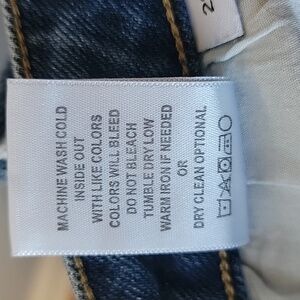 MACHINE WASH COLD
INSIDE OUT
WITH LIKE COLORS
COLORS WILL BLEED
DO NOT BLEACH
TUMBLE DRY LOW
WARM IRON IF NEEDED
OR
DRY CLEAN OPTIONAL
2